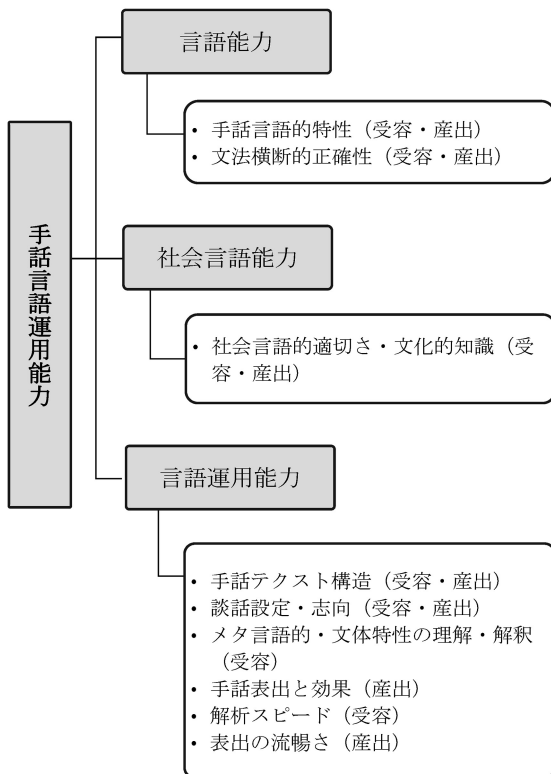 手話言語運用能力
言語能力
・ 手話言語的特性（受容・産出）
・ 文法横断的正確性（受容・産出）
社会言語能力
・ 社会言語的適切さ・文化的知識（受
容・産出）
言語運用能力
・ 手話テクスト構造（受容・産出）
・ 談話設定・志向（受容・産出）
・ メタ言語的・文体特性の理解・解釈
（受容）
・ 手話表出と効果（産出）
・ 解析スピード（受容）
・ 表出の流暢さ（産出）